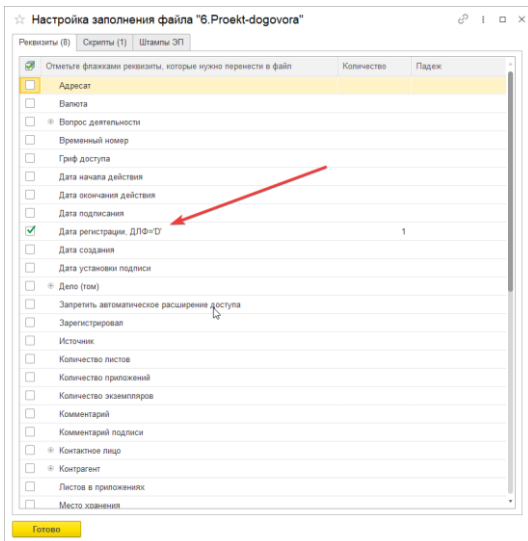 Настройка заполнения файла "6.Proekt-dogovora"
Реквизиты (8) Скрипты (1) Штампы ЭП
Отметьте флажками реквизиты, которые нужно перенести в файл Количество Падеж
Адресат
Валюта
Вопрос деятельности
Временный номер
Гриф доступа
Дата начала действия
Дата окончания действия
Дата подписания
Дата регистрации, ДЛФ='D' 1
Дата создания
Дата установки подписи
Дело (том)
Запретить автоматическое расширение доступа
Зарегистрировал
Источник
Количество листов
Количество приложений
Количество экземпляров
Комментарий
Комментарий подписи
Контактное лицо
Контрагент
Листов в приложениях
Место хранения
Готово